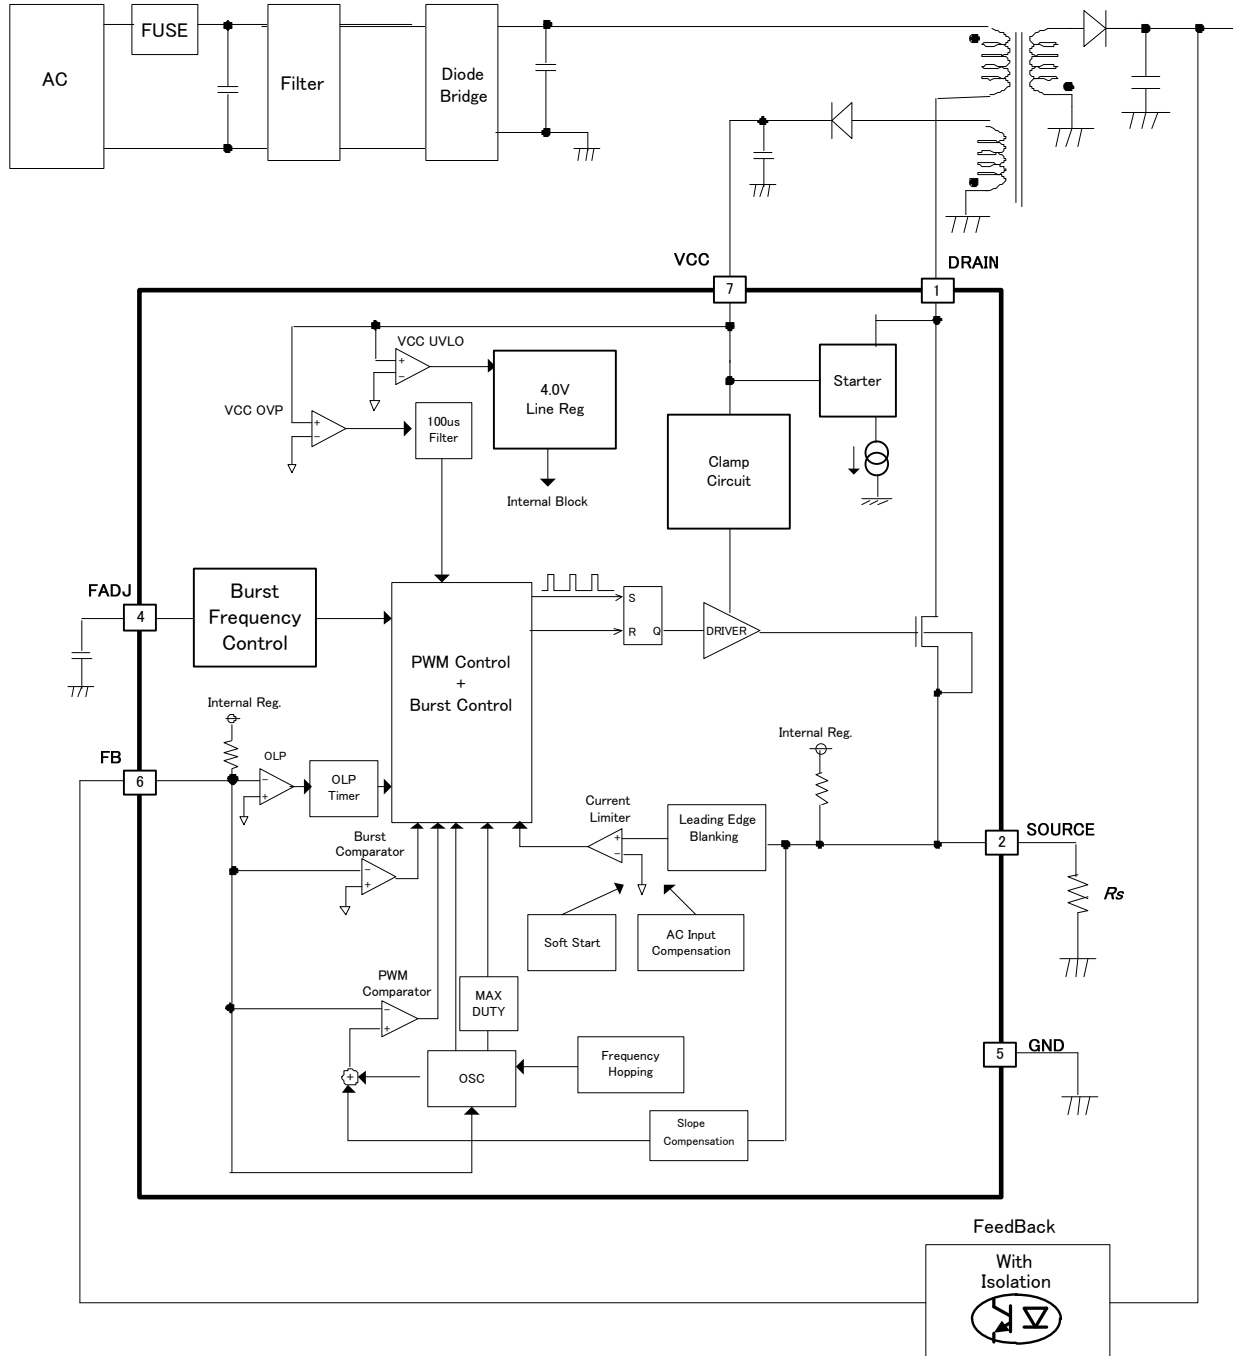 AC
FUSE
Filter
Diode
Bridge
VCC
7
DRAIN
1
VCC UVLO
+
−
4.0V
Line Reg
Starter
VCC OVP
+
−
100us
Filter
Clamp
Circuit
Internal Block
FADJ
4
Burst
Frequency
Control
S
R
Q
DRIVER
PWM Control
+
Burst Control
Internal Reg.
Internal Reg.
FB
6
OLP
−
+
OLP
Timer
Current
Limiter
+
−
Leading Edge
Blanking
SOURCE
2
Burst
Comparator
−
+
Rs
Soft Start
AC Input
Compensation
PWM
Comparator
−
+
MAX
DUTY
GND
5
Frequency
Hopping
+
OSC
Slope
Compensation
FeedBack
With
Isolation